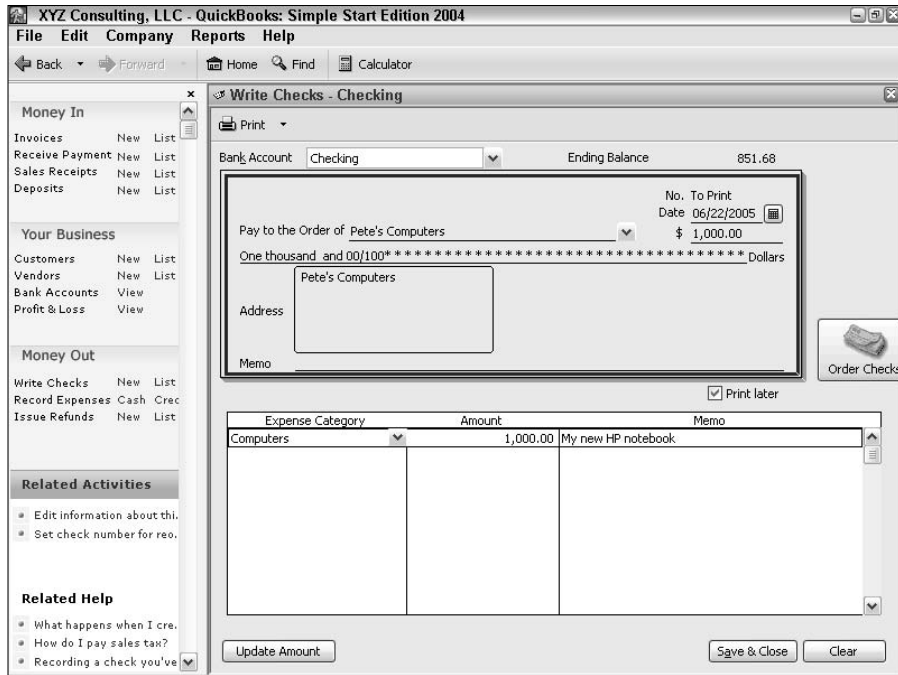 XYZ Consulting, LLC - QuickBooks: Simple Start Edition 2004
File Edit Company Reports Help
Back Forward Home Find Calculator
Money In
Invoices New List
Receive Payment New List
Sales Receipts New List
Deposits New List
Your Business
Customers New List
Vendors New List
Bank Accounts View
Profit & Loss View
Money Out
Write Checks New List
Record Expenses Cash Crec
Issue Refunds New List
Related Activities
Edit information about thi.
Set check number for reo.
Related Help
What happens when I cre.
How do I pay sales tax?
Recording a check you've
Write Checks - Checking
Print
Bank Account Checking Ending Balance 851.68
No. To Print
Date 06/22/2005
Pay to the Order of Pete's Computers $ 1,000.00
One thousand and 00/100* * * * * * * * * * * * * * * * * * * * * * * * * * * * * * * * * * * * * * * Dollars
Pete's Computers
Address
Memo
Order Checks
Print later
Expense Category Amount Memo
Computers 1,000.00 My new HP notebook
Update Amount Save & Close Clear